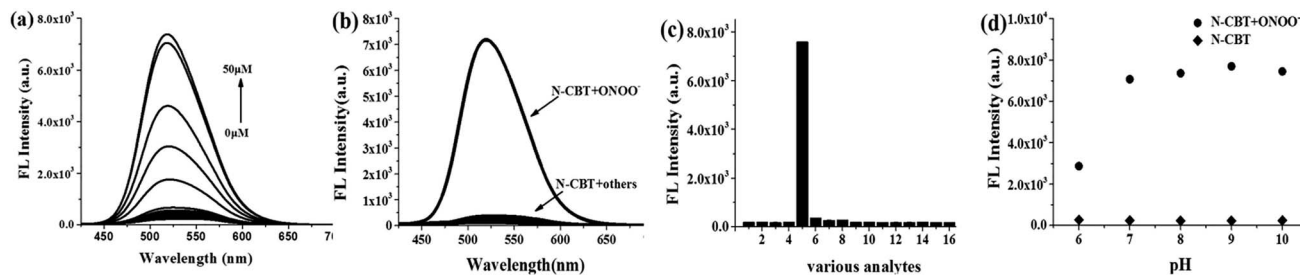 (a)
FL Intensity (a.u.)
8.0x10³
6.0x10³
4.0x10³
2.0x10³
0.0
50μM
0μM
450 500 550 600 650 70
Wavelength (nm)
(b)
FL Intensity(a.u.)
8x10³
7x10³
6x10³
5x10³
4x10³
3x10³
2x10³
1x10³
0
N-CBT+ONOO⁻
N-CBT+others
450 500 550 600 650
Wavelength(nm)
(c)
FL Intensity (a.u.)
8.0x10³
6.0x10³
4.0x10³
2.0x10³
0.0
2 4 6 8 10 12 14 16
various analytes
(d)
FL Intensity (a.u.)
1.0x10⁴
8.0x10³
6.0x10³
4.0x10³
2.0x10³
0.0
N-CBT+ONOO⁻
N-CBT
6 7 8 9 10
pH